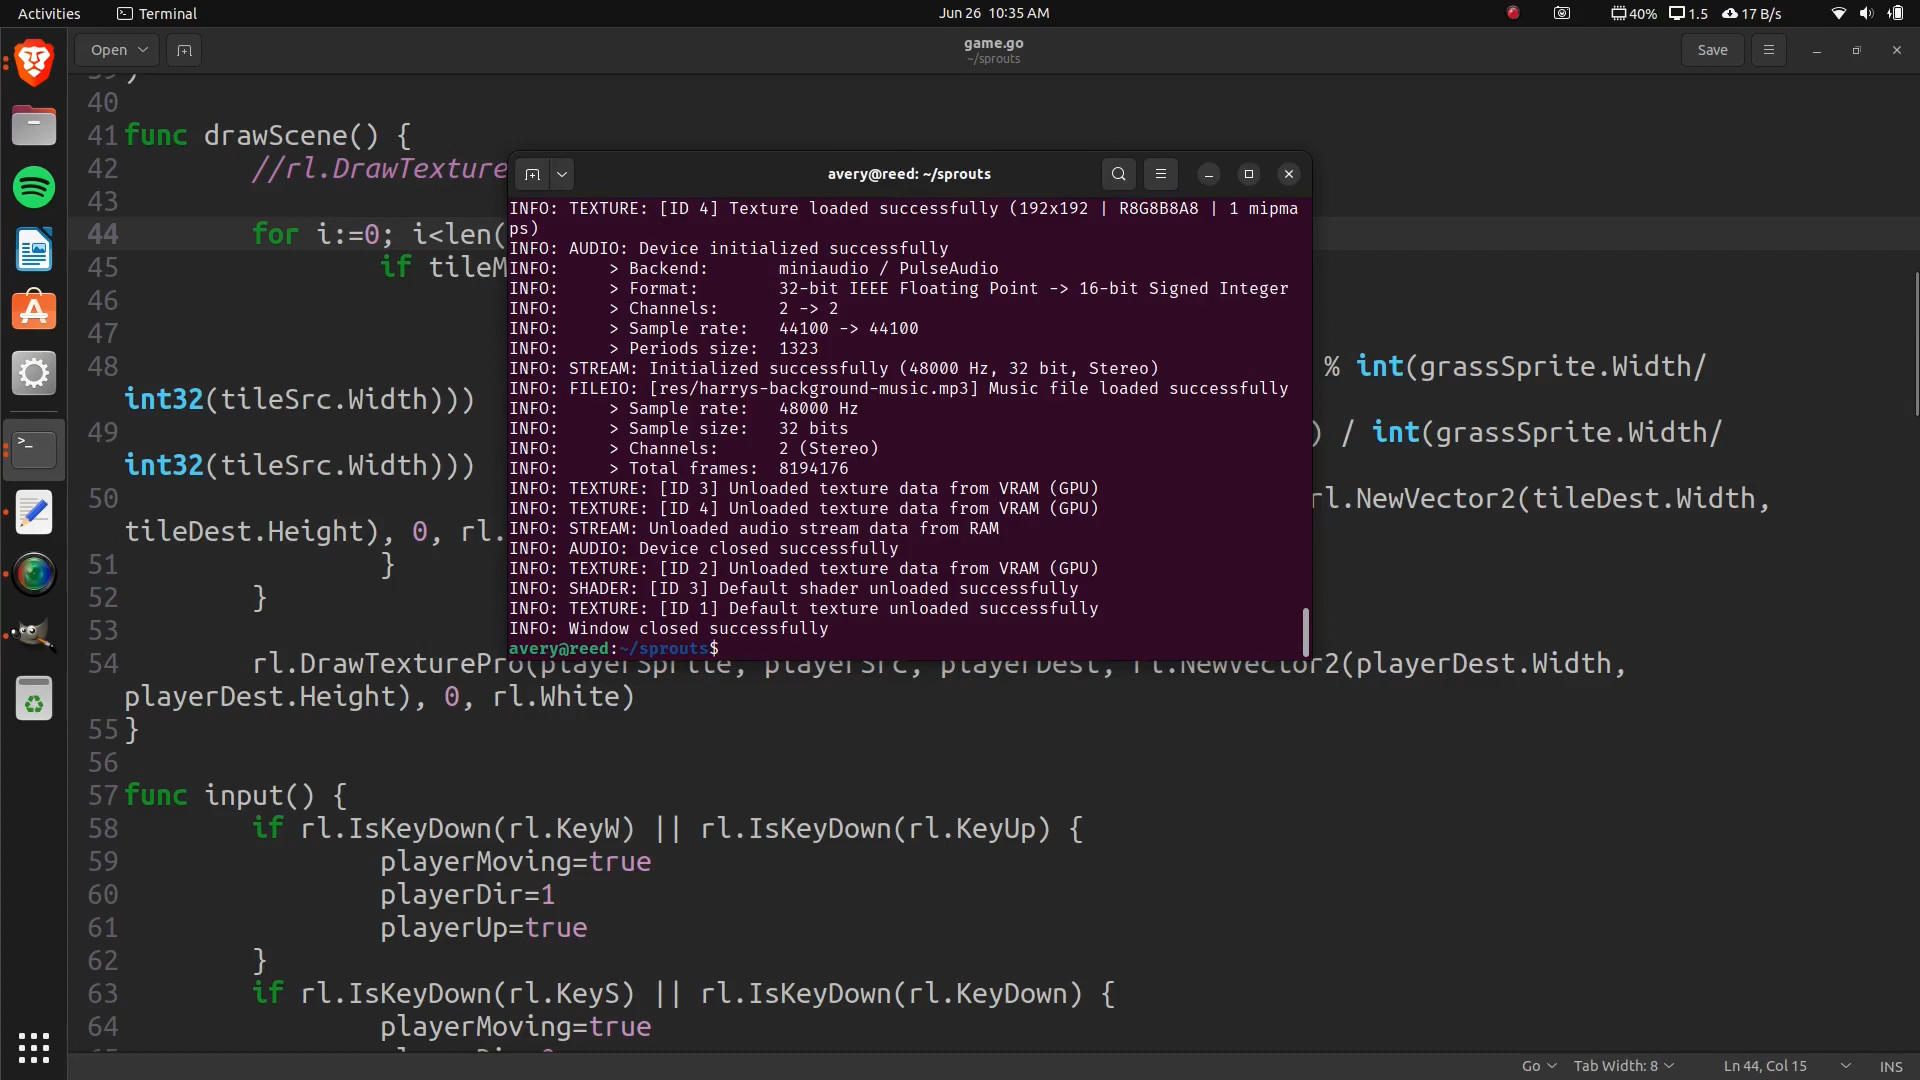 Activities
Terminal
Jun 26 10:35 AM
40%
1.5
17 B/s
Open
game.go
~/sprouts
Save
40
41 func drawScene() {
42 //rl.DrawTexture
43
44 for i:=0; i<len(
45 if tileM
46
47
48 % int(grassSprite.Width/
int32(tileSrc.Width)))
49 ) / int(grassSprite.Width/
int32(tileSrc.Width)))
50 rl.NewVector2(tileDest.Width,
tileDest.Height), 0, rl.
51 }
52 }
53
54 rl.DrawTexturePro(playerSprite, playerSrc, playerDest, rl.NewVector2(playerDest.Width,
playerDest.Height), 0, rl.White)
55 }
56
57 func input() {
58 if rl.IsKeyDown(rl.KeyW) || rl.IsKeyDown(rl.KeyUp) {
59 playerMoving=true
60 playerDir=1
61 playerUp=true
62 }
63 if rl.IsKeyDown(rl.KeyS) || rl.IsKeyDown(rl.KeyDown) {
64 playerMoving=true
avery@reed: ~/sprouts
INFO: TEXTURE: [ID 4] Texture loaded successfully (192x192 | R8G8B8A8 | 1 mipma
ps)
INFO: AUDIO: Device initialized successfully
INFO:     > Backend:       miniaudio / PulseAudio
INFO:     > Format:        32-bit IEEE Floating Point -> 16-bit Signed Integer
INFO:     > Channels:      2 -> 2
INFO:     > Sample rate:   44100 -> 44100
INFO:     > Periods size:  1323
INFO: STREAM: Initialized successfully (48000 Hz, 32 bit, Stereo)
INFO: FILEIO: [res/harrys-background-music.mp3] Music file loaded successfully
INFO:     > Sample rate:   48000 Hz
INFO:     > Sample size:   32 bits
INFO:     > Channels:      2 (Stereo)
INFO:     > Total frames:  8194176
INFO: TEXTURE: [ID 3] Unloaded texture data from VRAM (GPU)
INFO: TEXTURE: [ID 4] Unloaded texture data from VRAM (GPU)
INFO: STREAM: Unloaded audio stream data from RAM
INFO: AUDIO: Device closed successfully
INFO: TEXTURE: [ID 2] Unloaded texture data from VRAM (GPU)
INFO: SHADER: [ID 3] Default shader unloaded successfully
INFO: TEXTURE: [ID 1] Default texture unloaded successfully
INFO: Window closed successfully
avery@reed:~/sprouts$
Go
Tab Width: 8
Ln 44, Col 15
INS